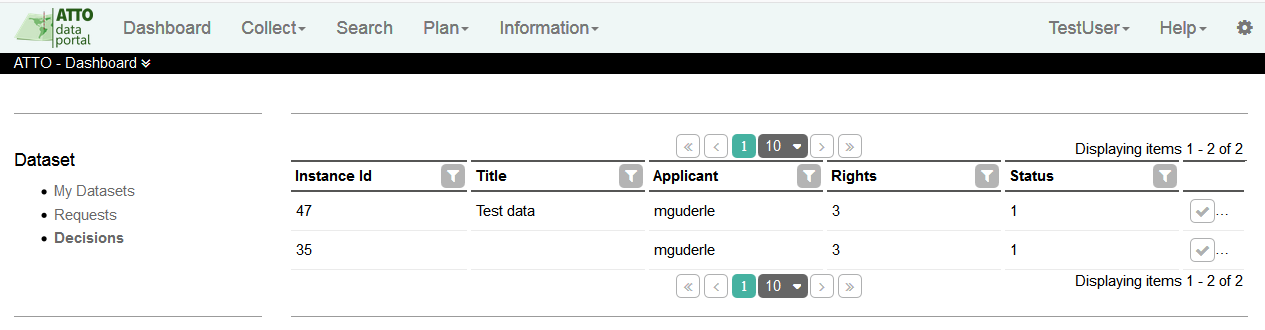 ATTO
data
portal
Dashboard Collect Search Plan Information TestUser Help
ATTO - Dashboard
« ‹ 1 10 › »
Displaying items 1 - 2 of 2
Dataset
My Datasets
Requests
Decisions
Instance Id Title Applicant Rights Status
47 Test data mguderle 3 1 ...
35 mguderle 3 1 ...
« ‹ 1 10 › »
Displaying items 1 - 2 of 2